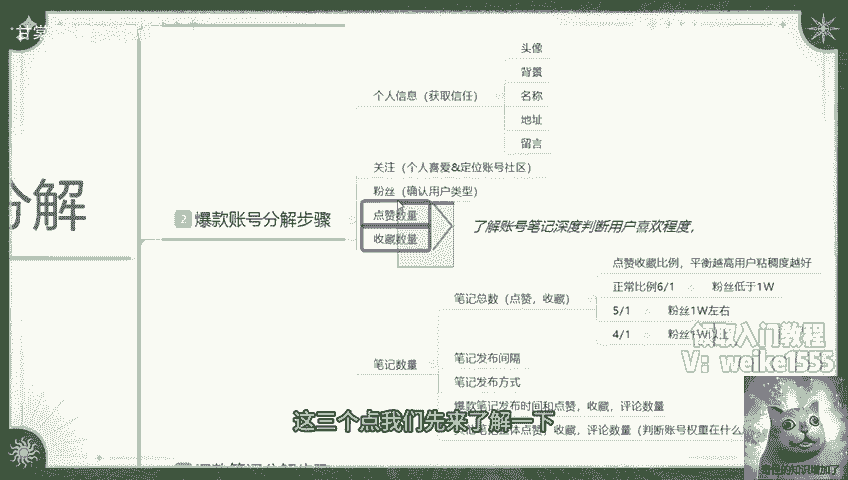 甘棠
头像
背景
个人信息（获取信任）
名称
地址
留言
分解
关注（个人喜爱&定位账号社区）
粉丝（确认用户类型）
2 爆款账号分解步骤
点赞数量
收藏数量
了解账号笔记深度判断用户喜欢程度，
点赞收藏比例，平衡越高用户粘稠度越好
笔记总数（点赞，收藏）
正常比例6/1 粉丝低于1W
5/1 粉丝1W左右
4/1 粉丝1W以上
入门教程
V：weike1555
笔记数量
笔记发布间隔
笔记发布方式
爆款笔记发布时间和点赞，收藏，评论数量
点赞，收藏，评论数量（判断账号权重在什么
这三个点我们先来了解一下